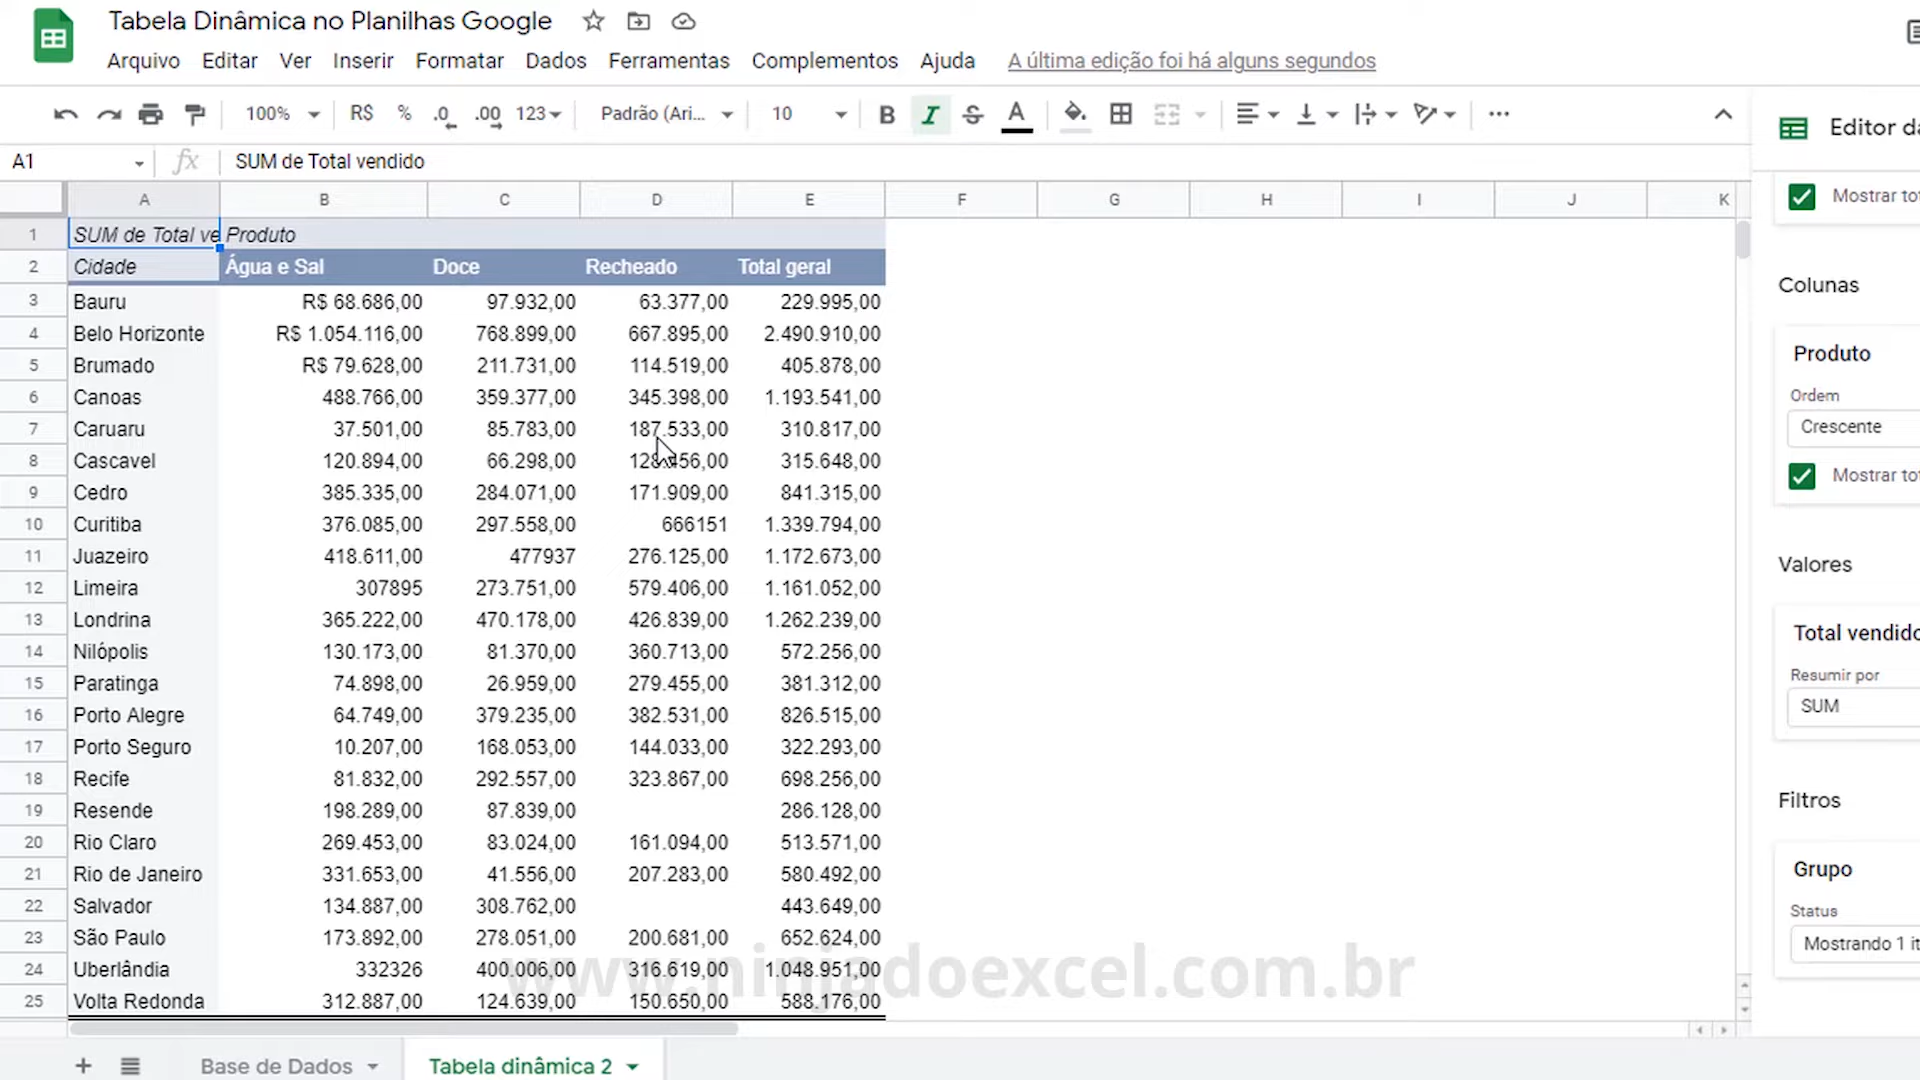 Tabela Dinâmica no Planilhas Google
Arquivo Editar Ver Inserir Formatar Dados Ferramentas Complementos Ajuda A última edição foi há alguns segundos
100% R$ % .0 .00 123 Padrão (Ari... 10 B I S A
Editor da
A1 fx SUM de Total vendido
A B C D E F G H I J K
Mostrar tot
1 SUM de Total ve Produto
2 Cidade Água e Sal Doce Recheado Total geral
3 Bauru R$ 68.686,00 97.932,00 63.377,00 229.995,00
4 Belo Horizonte R$ 1.054.116,00 768.899,00 667.895,00 2.490.910,00
5 Brumado R$ 79.628,00 211.731,00 114.519,00 405.878,00
6 Canoas 488.766,00 359.377,00 345.398,00 1.193.541,00
7 Caruaru 37.501,00 85.783,00 187.533,00 310.817,00
8 Cascavel 120.894,00 66.298,00 128.456,00 315.648,00
9 Cedro 385.335,00 284.071,00 171.909,00 841.315,00
10 Curitiba 376.085,00 297.558,00 666151 1.339.794,00
11 Juazeiro 418.611,00 477937 276.125,00 1.172.673,00
12 Limeira 307895 273.751,00 579.406,00 1.161.052,00
13 Londrina 365.222,00 470.178,00 426.839,00 1.262.239,00
14 Nilópolis 130.173,00 81.370,00 360.713,00 572.256,00
15 Paratinga 74.898,00 26.959,00 279.455,00 381.312,00
16 Porto Alegre 64.749,00 379.235,00 382.531,00 826.515,00
17 Porto Seguro 10.207,00 168.053,00 144.033,00 322.293,00
18 Recife 81.832,00 292.557,00 323.867,00 698.256,00
19 Resende 198.289,00 87.839,00 286.128,00
20 Rio Claro 269.453,00 83.024,00 161.094,00 513.571,00
21 Rio de Janeiro 331.653,00 41.556,00 207.283,00 580.492,00
22 Salvador 134.887,00 308.762,00 443.649,00
23 São Paulo 173.892,00 278.051,00 200.681,00 652.624,00
24 Uberlândia 332326 400.006,00 316.619,00 1.048.951,00
25 Volta Redonda 312.887,00 124.639,00 150.650,00 588.176,00
www.ninjadoexcel.com.br
Colunas
Produto
Ordem
Crescente
Mostrar tot
Valores
Total vendido
Resumir por
SUM
Filtros
Grupo
Status
Mostrando 1 it
Base de Dados Tabela dinâmica 2